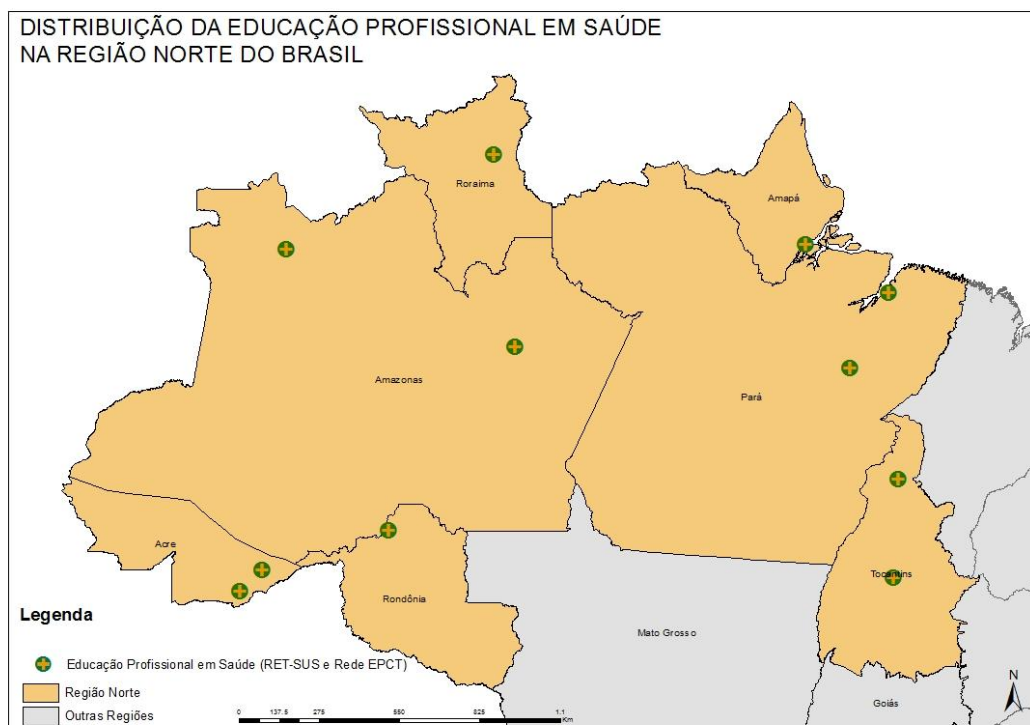 DISTRIBUIÇÃO DA EDUCAÇÃO PROFISSIONAL EM SAÚDE
NA REGIÃO NORTE DO BRASIL
Roraima
Amapá
Amazonas
Pará
Acre
Tocantins
Rondônia
Mato Grosso
Goiás
Legenda
Educação Profissional em Saúde (RET-SUS e Rede EPCT)
Região Norte
Outras Regiões
0 137.5 275 550 825 1.1
Km
N